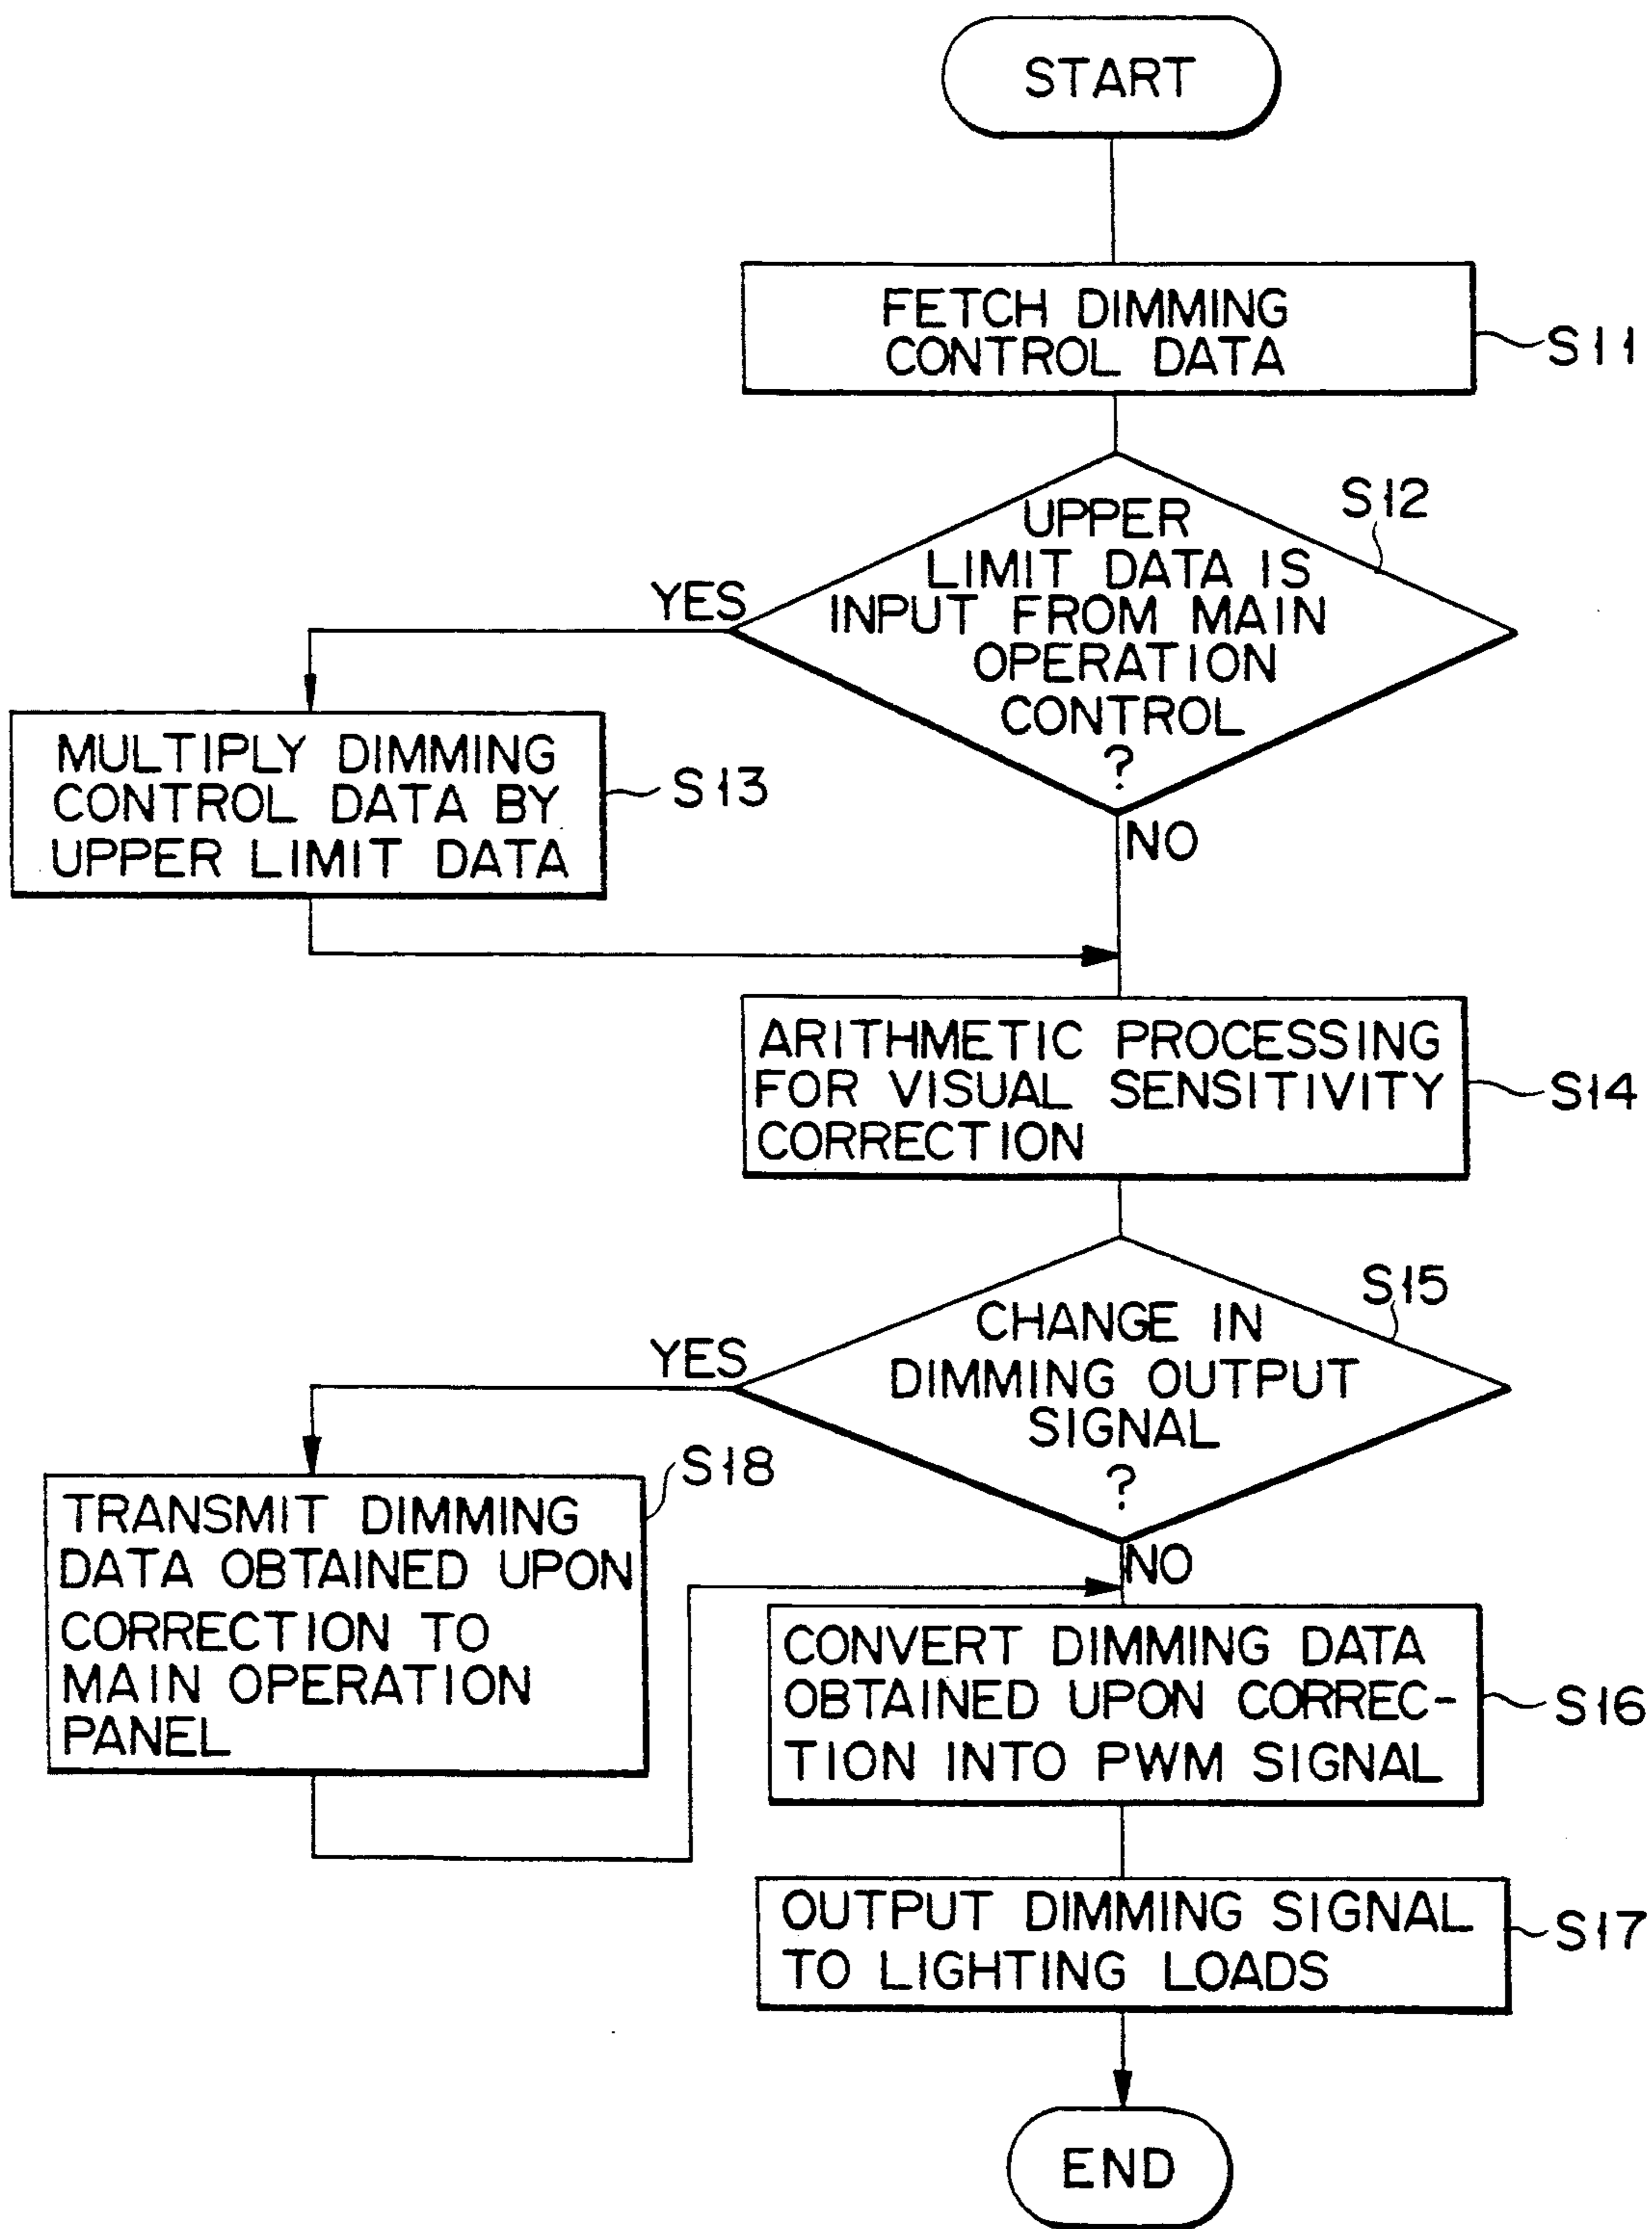 START
FETCH DIMMING
CONTROL DATA
S11
S12
UPPER
LIMIT DATA IS
INPUT FROM MAIN
OPERATION
CONTROL
?
YES
NO
MULTIPLY DIMMING
CONTROL DATA BY
UPPER LIMIT DATA
S13
ARITHMETIC PROCESSING
FOR VISUAL SENSITIVITY
CORRECTION
S14
S15
CHANGE IN
DIMMING OUTPUT
SIGNAL
?
YES
NO
S18
TRANSMIT DIMMING
DATA OBTAINED UPON
CORRECTION TO
MAIN OPERATION
PANEL
CONVERT DIMMING DATA
OBTAINED UPON CORREC-
TION INTO PWM SIGNAL
S16
OUTPUT DIMMING SIGNAL
TO LIGHTING LOADS
S17
END